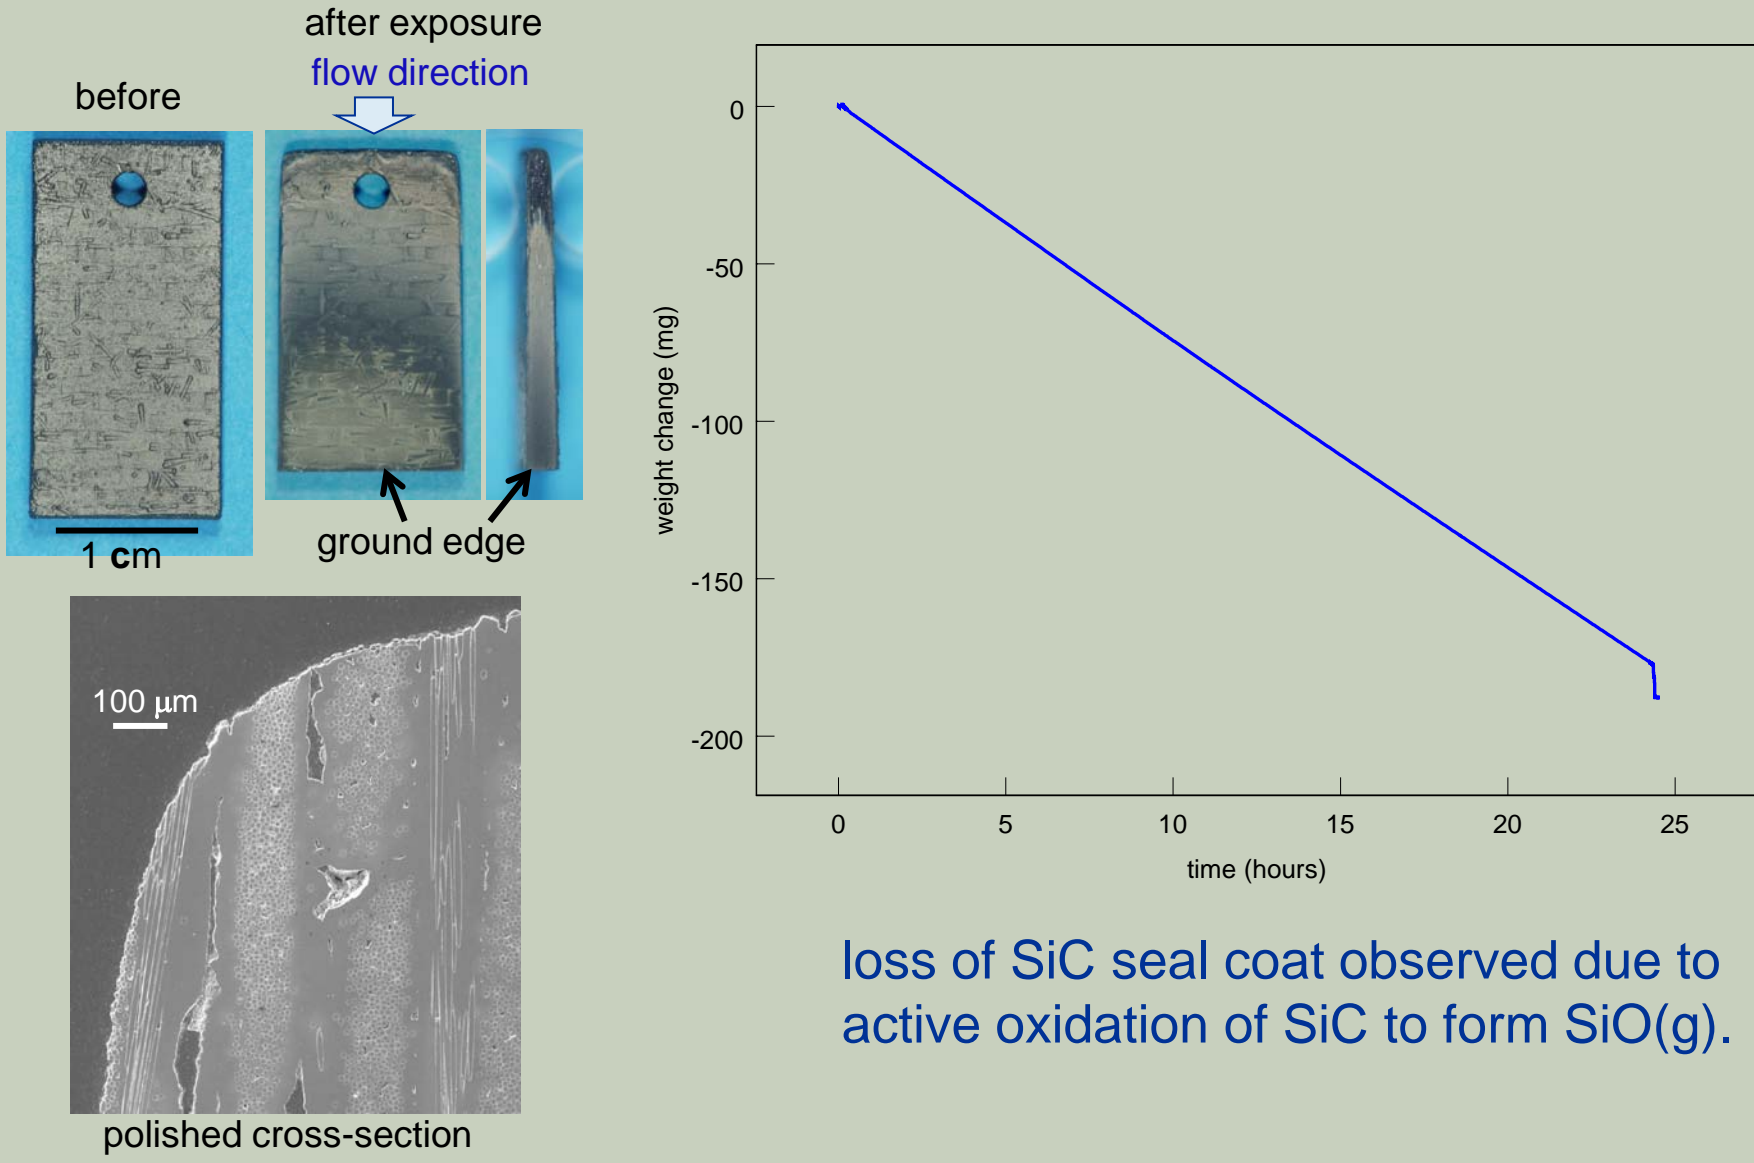 after exposure
flow direction
before
1 cm
ground edge
100 μm
polished cross-section
0
-50
-100
-150
-200
weight change (mg)
0 5 10 15 20 25
time (hours)
loss of SiC seal coat observed due to
active oxidation of SiC to form SiO(g).